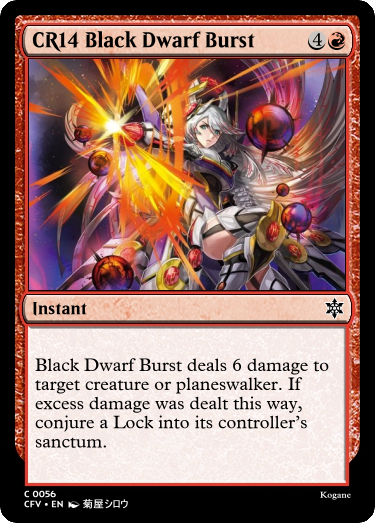 CR14 Black Dwarf Burst 4
Instant
Black Dwarf Burst deals 6 damage to
target creature or planeswalker. If
excess damage was dealt this way,
conjure a Lock into its controller's
sanctum.
C 0056
CFV • EN 菊屋シロウ
Kogane